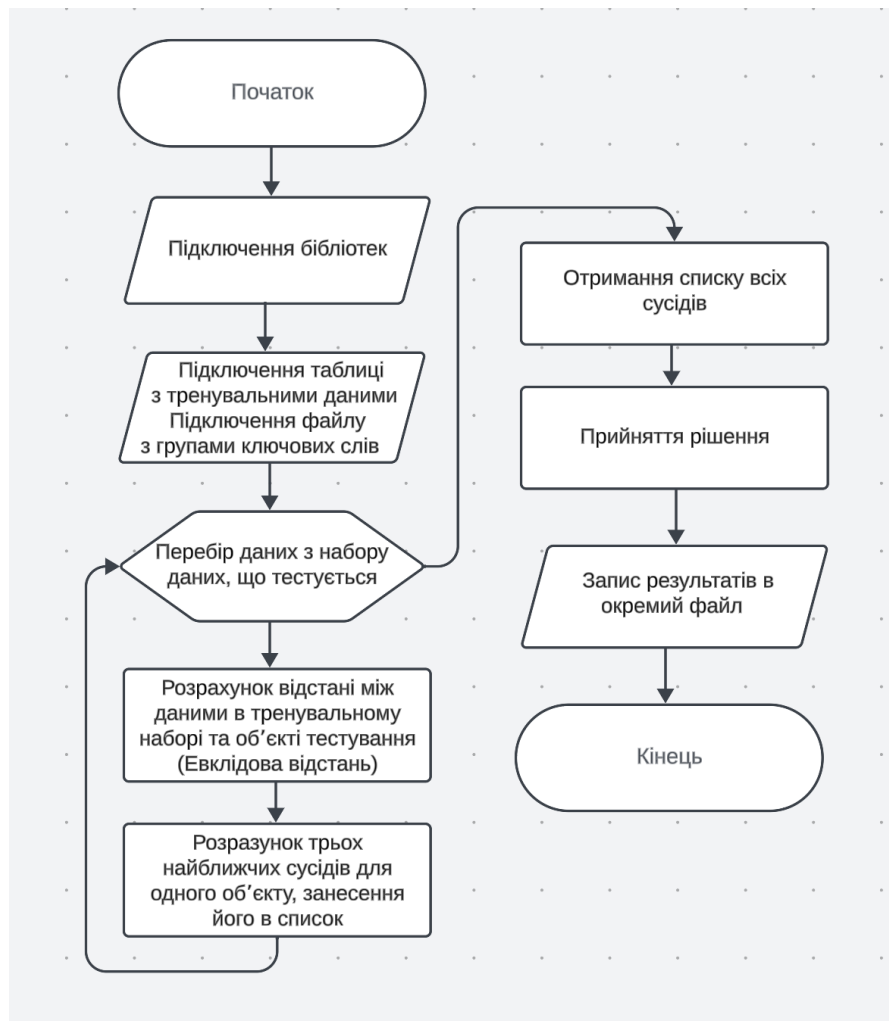 Початок
Підключення бібліотек
Підключення таблиці
з тренувальними даними
Підключення файлу
з групами ключових слів
Перебір даних з набору
даних, що тестується
Розрахунок відстані між
даними в тренувальному
наборі та об’єкті тестування
(Евклідова відстань)
Розразунок трьох
найближчих сусідів для
одного об’єкту, занесення
його в список
Отримання списку всіх
сусідів
Прийняття рішення
Запис результатів в
окремий файл
Кінець